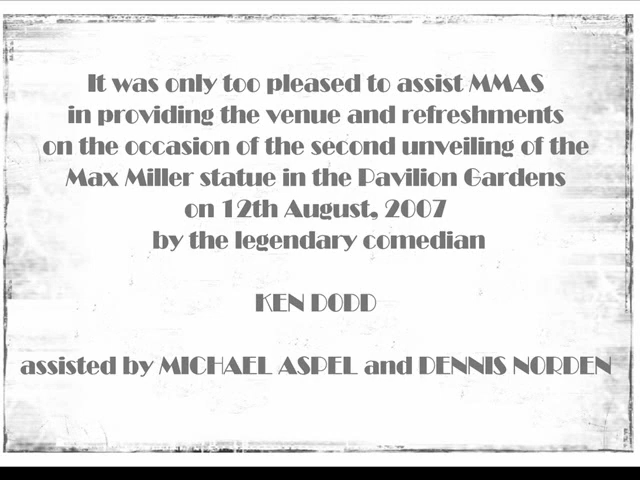 It was only too pleased to assist MMAS
in providing the venue and refreshments
on the occasion of the second unveiling of the
Max Miller statue in the Pavilion Gardens
on 12th August, 2007
by the legendary comedian
KEN DODD
assisted by MICHAEL ASPEL and DENNIS NORDEN